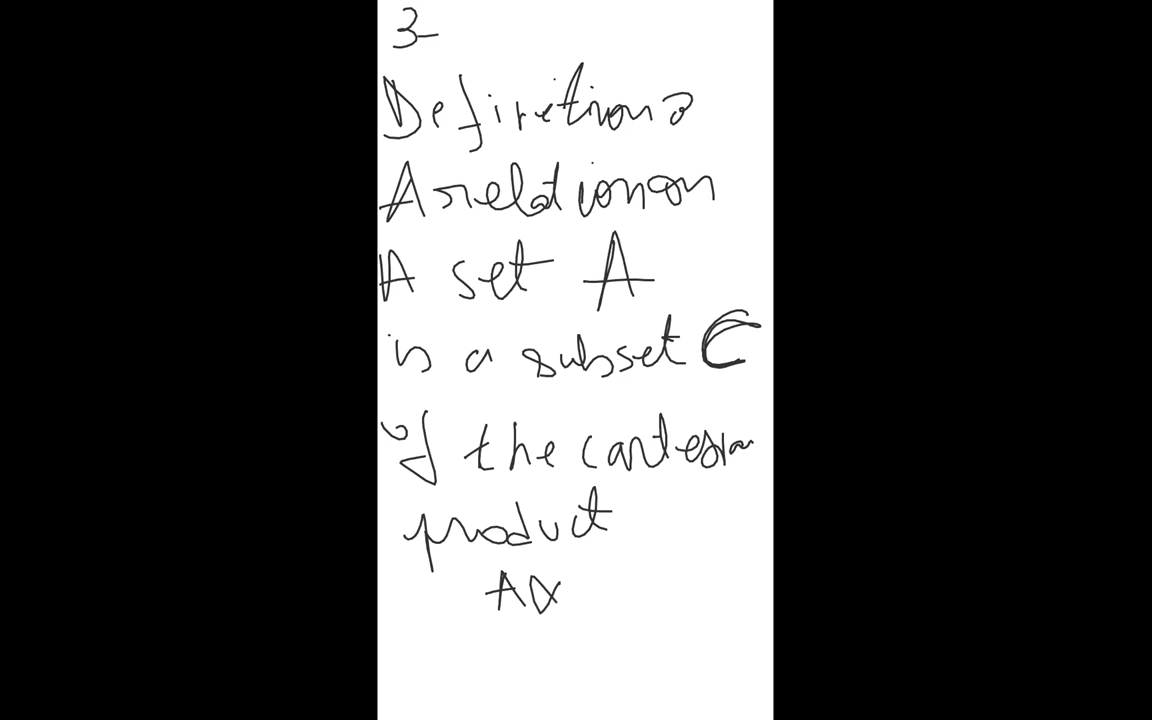 3-
Definition:
A relation on
A set A
is a subset C
of the cartesian
product
A x